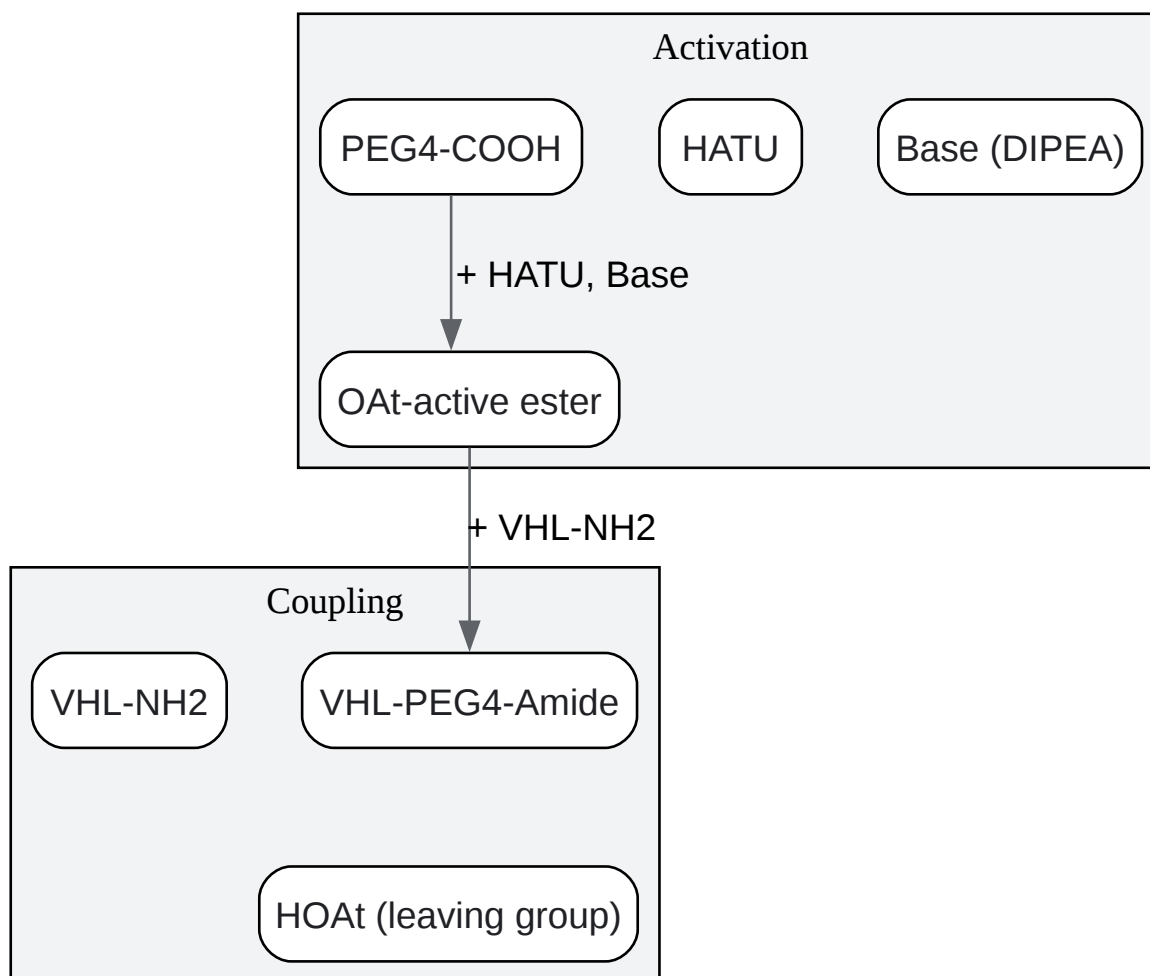 Activation
PEG4-COOH
HATU
Base (DIPEA)
+ HATU, Base
OAt-active ester
+ VHL-NH2
Coupling
VHL-NH2
VHL-PEG4-Amide
HOAt (leaving group)